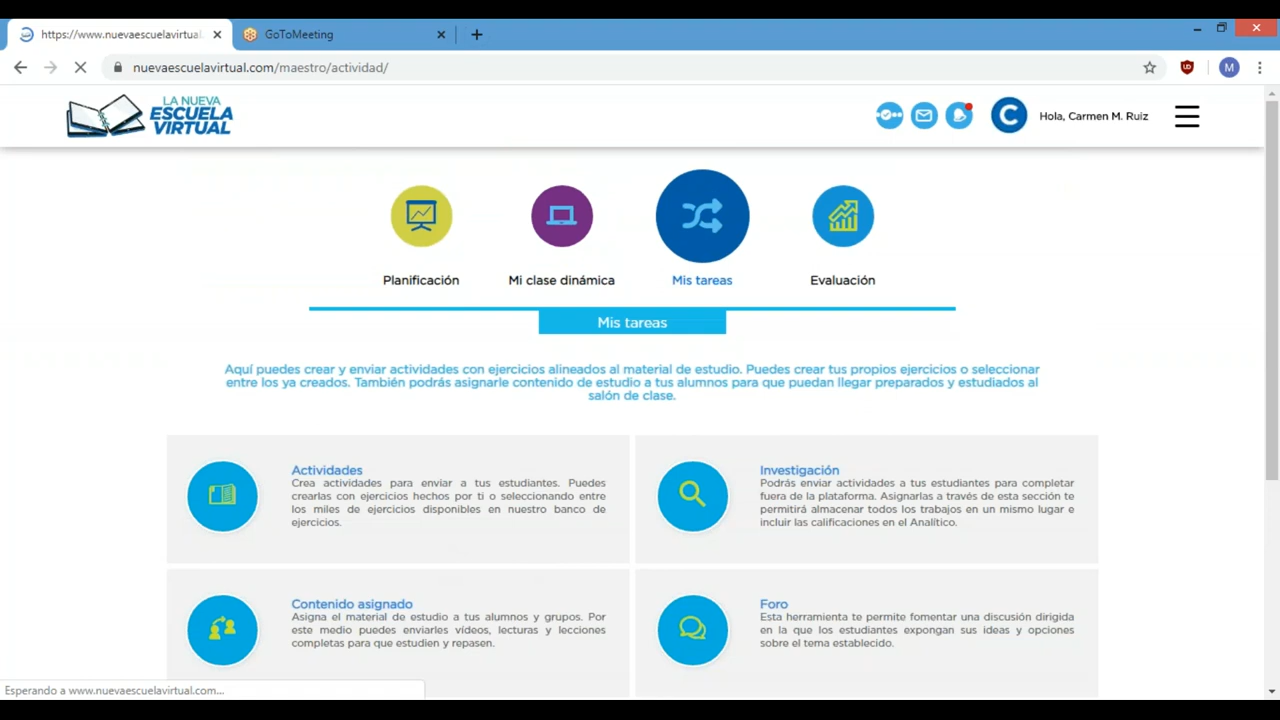 https://www.nuevaescuelavirtual.
GoToMeeting
nuevaescuelavirtual.com/maestro/actividad/
M
LA NUEVA
ESCUELA
VIRTUAL
C
Hola, Carmen M. Ruiz
Planificación
Mi clase dinámica
Mis tareas
Evaluación
Mis tareas
Aquí puedes crear y enviar actividades con ejercicios alineados al material de estudio. Puedes crear tus propios ejercicios o seleccionar
entre los ya creados. También podrás asignarle contenido de estudio a tus alumnos para que puedan llegar preparados y estudiados al
salón de clase.
Actividades
Crea actividades para enviar a tus estudiantes. Puedes
crearlas con ejercicios hechos por ti o seleccionando entre
los miles de ejercicios disponibles en nuestro banco de
ejercicios.
Investigación
Podrás enviar actividades a tus estudiantes para completar
fuera de la plataforma. Asignarlas a través de esta sección te
permitirá almacenar todos los trabajos en un mismo lugar e
incluir las calificaciones en el Analítico.
Contenido asignado
Asigna el material de estudio a tus alumnos y grupos. Por
este medio puedes enviarles vídeos, lecturas y lecciones
completas para que estudien y repasen.
Foro
Esta herramienta te permite fomentar una discusión dirigida
en la que los estudiantes expongan sus ideas y opciones
sobre el tema establecido.
Esperando a www.nuevaescuelavirtual.com...